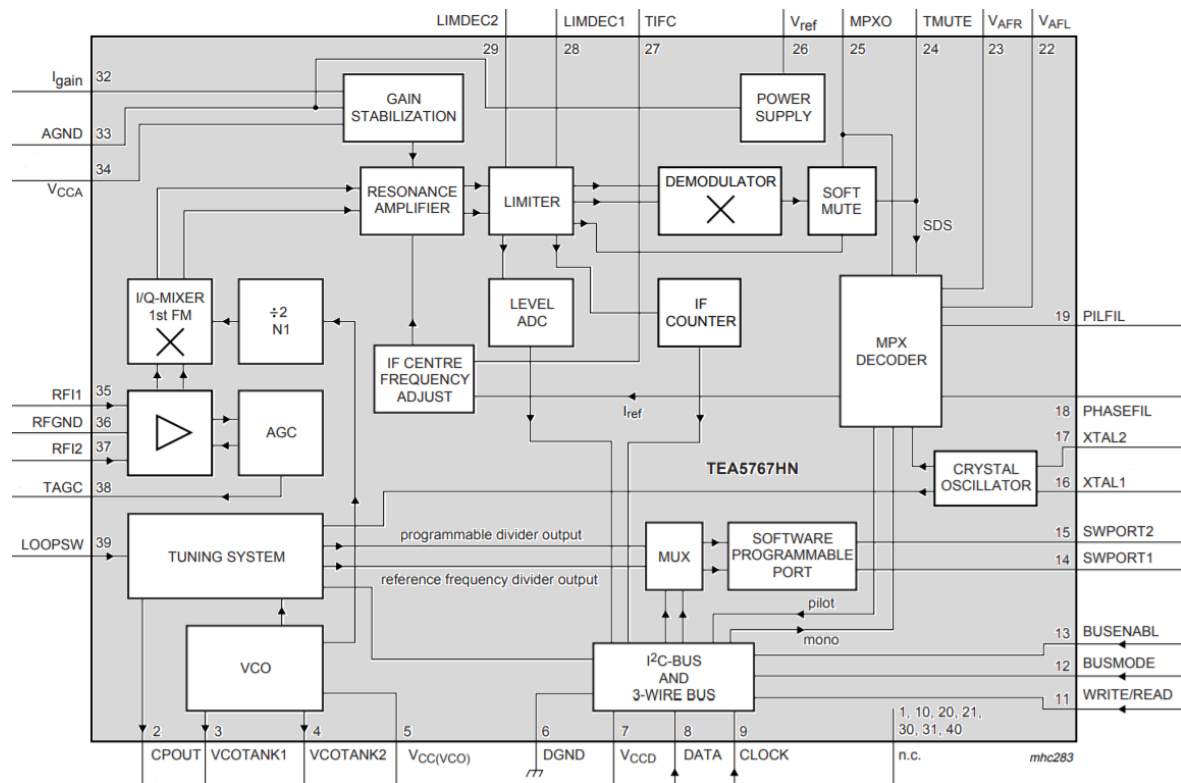 LIMDEC2
LIMDEC1
TIFC
Vref
MPXO
TMUTE
VAFR
VAFL
29
28
27
26
25
24
23
22
Igain
32
AGND
33
34
VCCA
GAIN
STABILIZATION
POWER
SUPPLY
RESONANCE
AMPLIFIER
LIMITER
DEMODULATOR
SOFT
MUTE
SDS
I/Q-MIXER
1st FM
÷2
N1
LEVEL
ADC
IF
COUNTER
IF CENTRE
FREQUENCY
ADJUST
Iref
MPX
DECODER
19
PILFIL
18
PHASEFIL
17
XTAL2
16
XTAL1
RFI1
35
RFGND
36
RFI2
37
TAGC
38
AGC
TEA5767HN
CRYSTAL
OSCILLATOR
LOOPSW
39
TUNING SYSTEM
programmable divider output
reference frequency divider output
MUX
SOFTWARE
PROGRAMMABLE
PORT
15
SWPORT2
14
SWPORT1
pilot
mono
VCO
I²C-BUS
AND
3-WIRE BUS
13
BUSENABL
12
BUSMODE
11
WRITE/READ
1, 10, 20, 21,
30, 31, 40
2
3
4
5
6
7
8
9
CPOUT
VCOTANK1
VCOTANK2
VCC(VCO)
DGND
VCCD
DATA
CLOCK
n.c.
mhc283